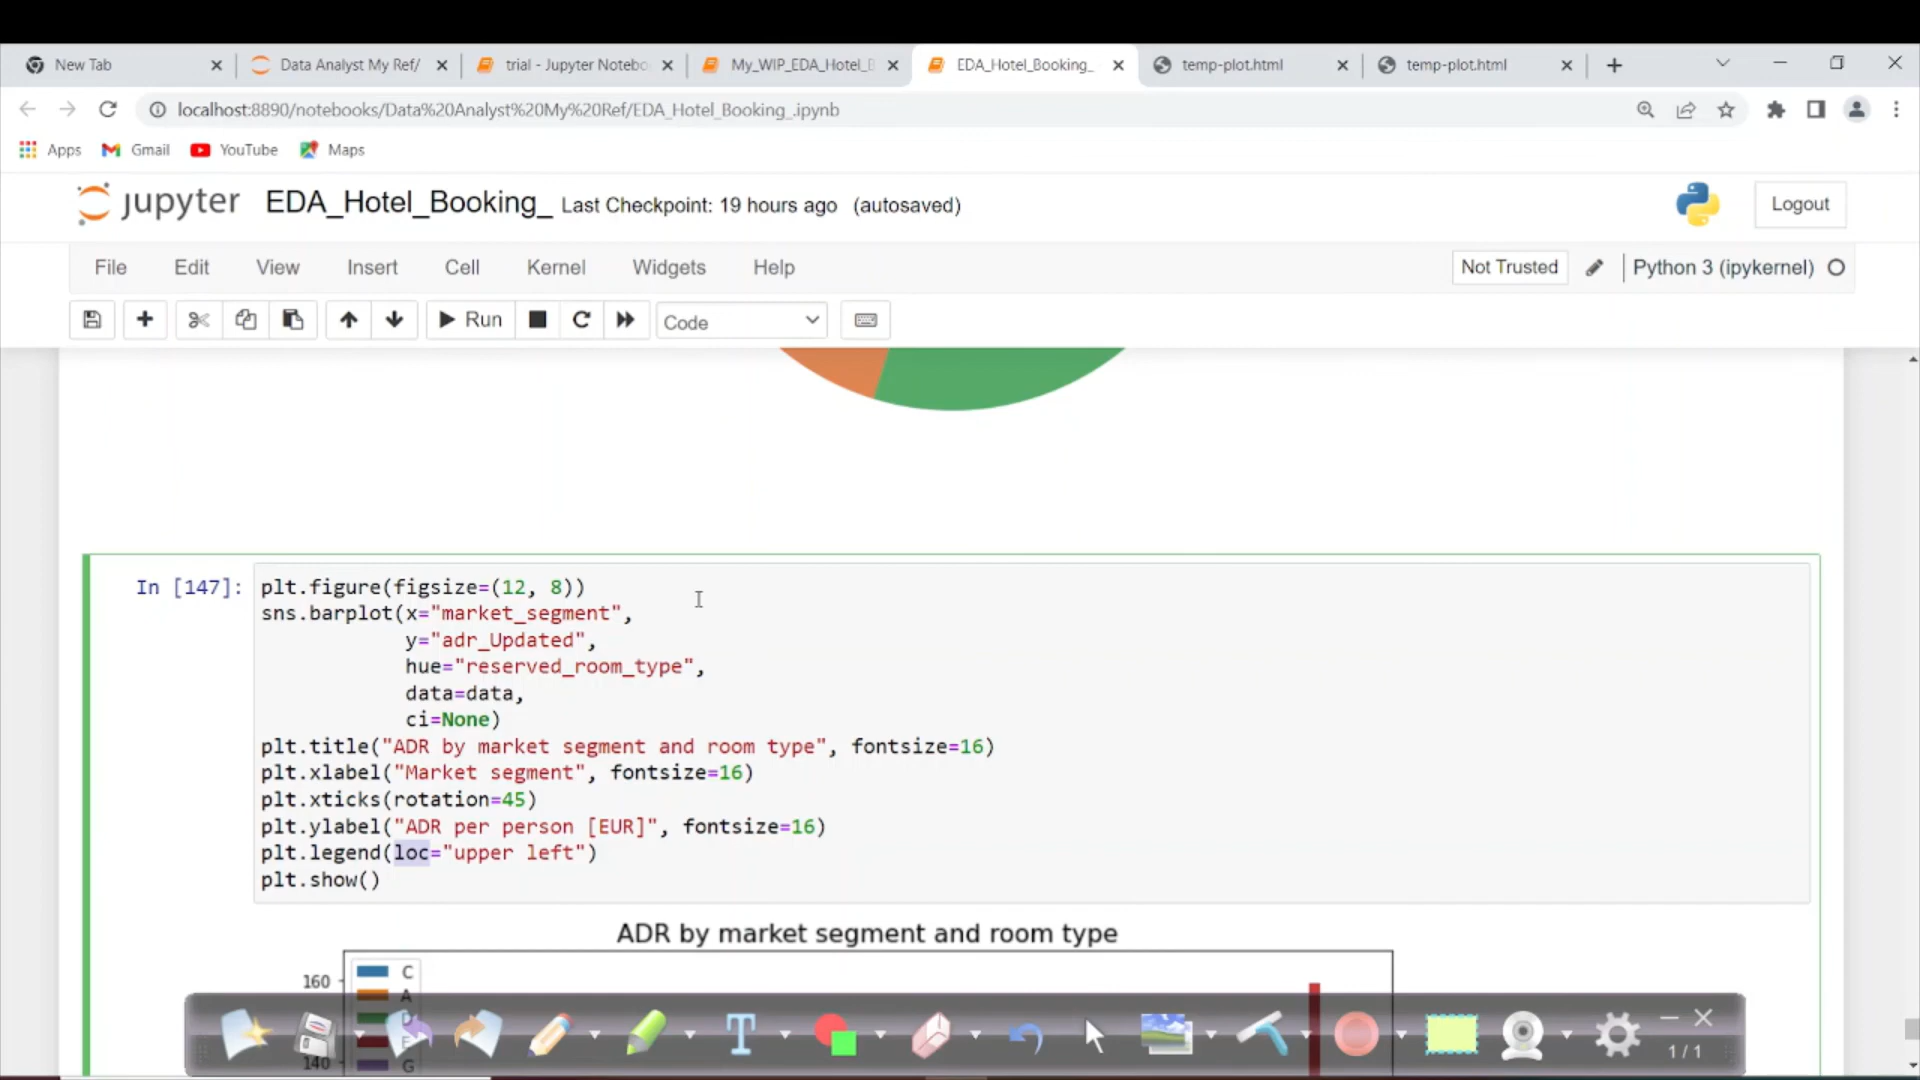 New Tab
Data Analyst My Ref/
trial - Jupyter Notebo
My_WIP_EDA_Hotel_B
EDA_Hotel_Booking_
temp-plot.html
temp-plot.html
localhost:8890/notebooks/Data%20Analyst%20My%20Ref/EDA_Hotel_Booking_.ipynb
Apps
Gmail
YouTube
Maps
jupyter EDA_Hotel_Booking_ Last Checkpoint: 19 hours ago (autosaved)
Logout
File Edit View Insert Cell Kernel Widgets Help
Not Trusted
Python 3 (ipykernel)
Run
Code
In [147]:
plt.figure(figsize=(12, 8))
sns.barplot(x="market_segment",
y="adr_Updated",
hue="reserved_room_type",
data=data,
ci=None)
plt.title("ADR by market segment and room type", fontsize=16)
plt.xlabel("Market segment", fontsize=16)
plt.xticks(rotation=45)
plt.ylabel("ADR per person [EUR]", fontsize=16)
plt.legend(loc="upper left")
plt.show()
ADR by market segment and room type
160
C
A
D
E
140
G
T
1/1